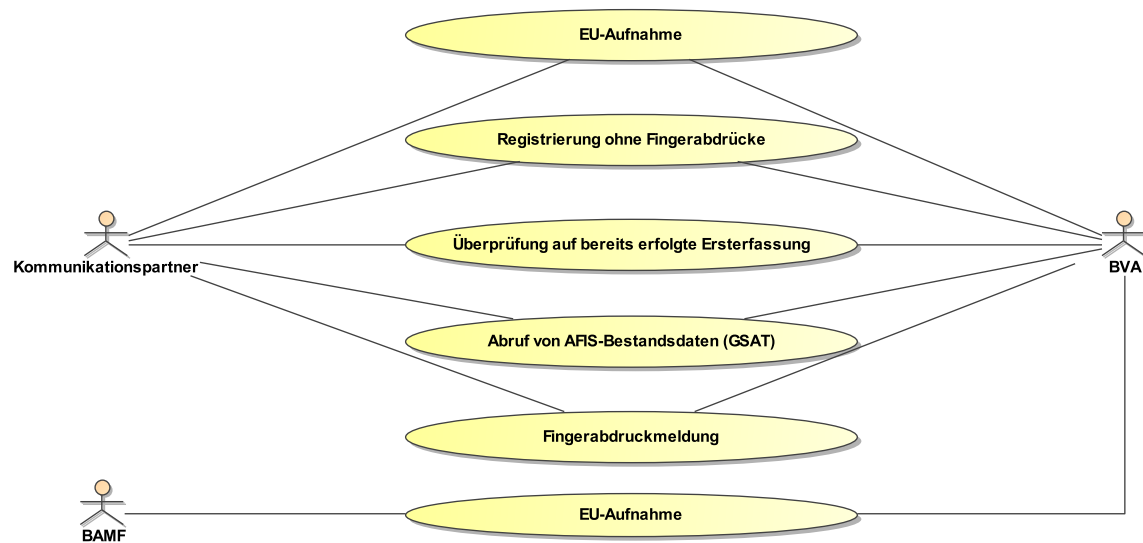 EU-Aufnahme
Registrierung ohne Fingerabdrücke
Überprüfung auf bereits erfolgte Ersterfassung
Kommunikationspartner
BVA
Abruf von AFIS-Bestandsdaten (GSAT)
Fingerabdruckmeldung
EU-Aufnahme
BAMF